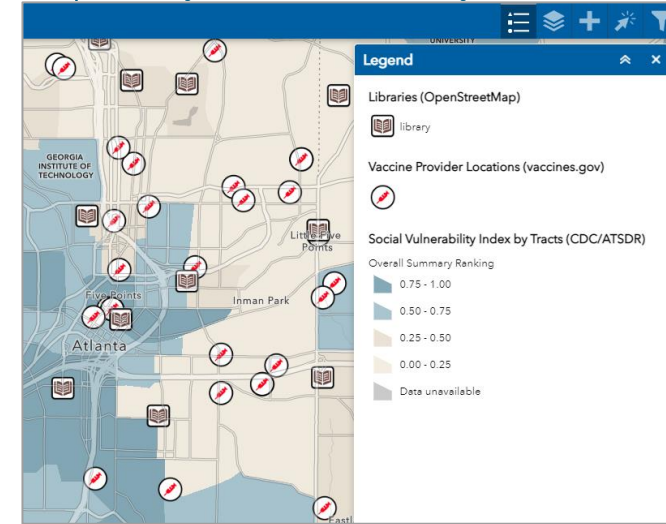 UNIVERSITY
Legend
Libraries (OpenStreetMap)
library
Vaccine Provider Locations (vaccines.gov)
Social Vulnerability Index by Tracts (CDC/ATSDR)
Overall Summary Ranking
0.75 - 1.00
0.50 - 0.75
0.25 - 0.50
0.00 - 0.25
Data unavailable
GEORGIA
INSTITUTE OF
TECHNOLOGY
Little Five
Points
Five Points
Inman Park
Atlanta